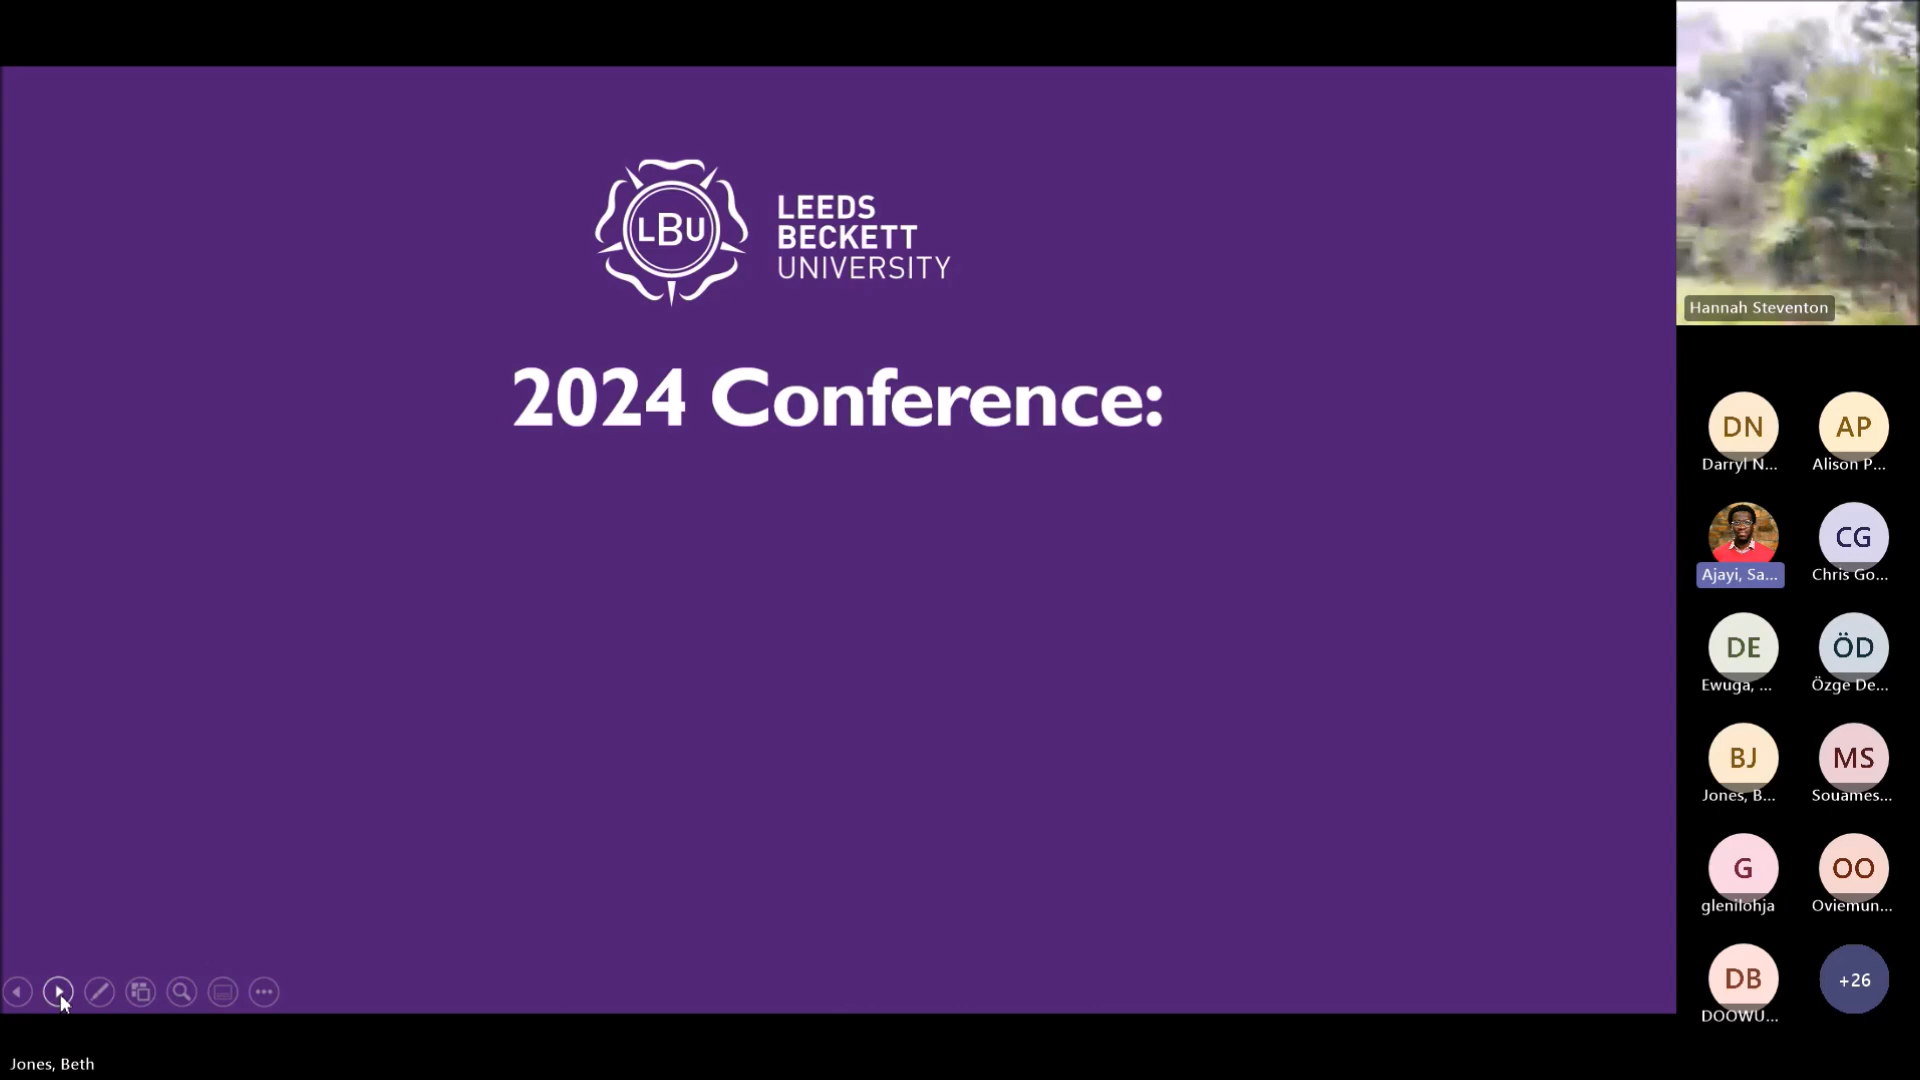 LBU
LEEDS
BECKETT
UNIVERSITY
2024 Conference:
Hannah Steventon
DN
Darryl N...
AP
Alison P...
Ajayi, Sa...
CG
Chris Go...
DE
Ewuga, ...
ÖD
Özge De...
BJ
Jones, B...
MS
Souames...
G
glenilohja
OO
Oviemun...
DB
DOOWU...
+26
Jones, Beth